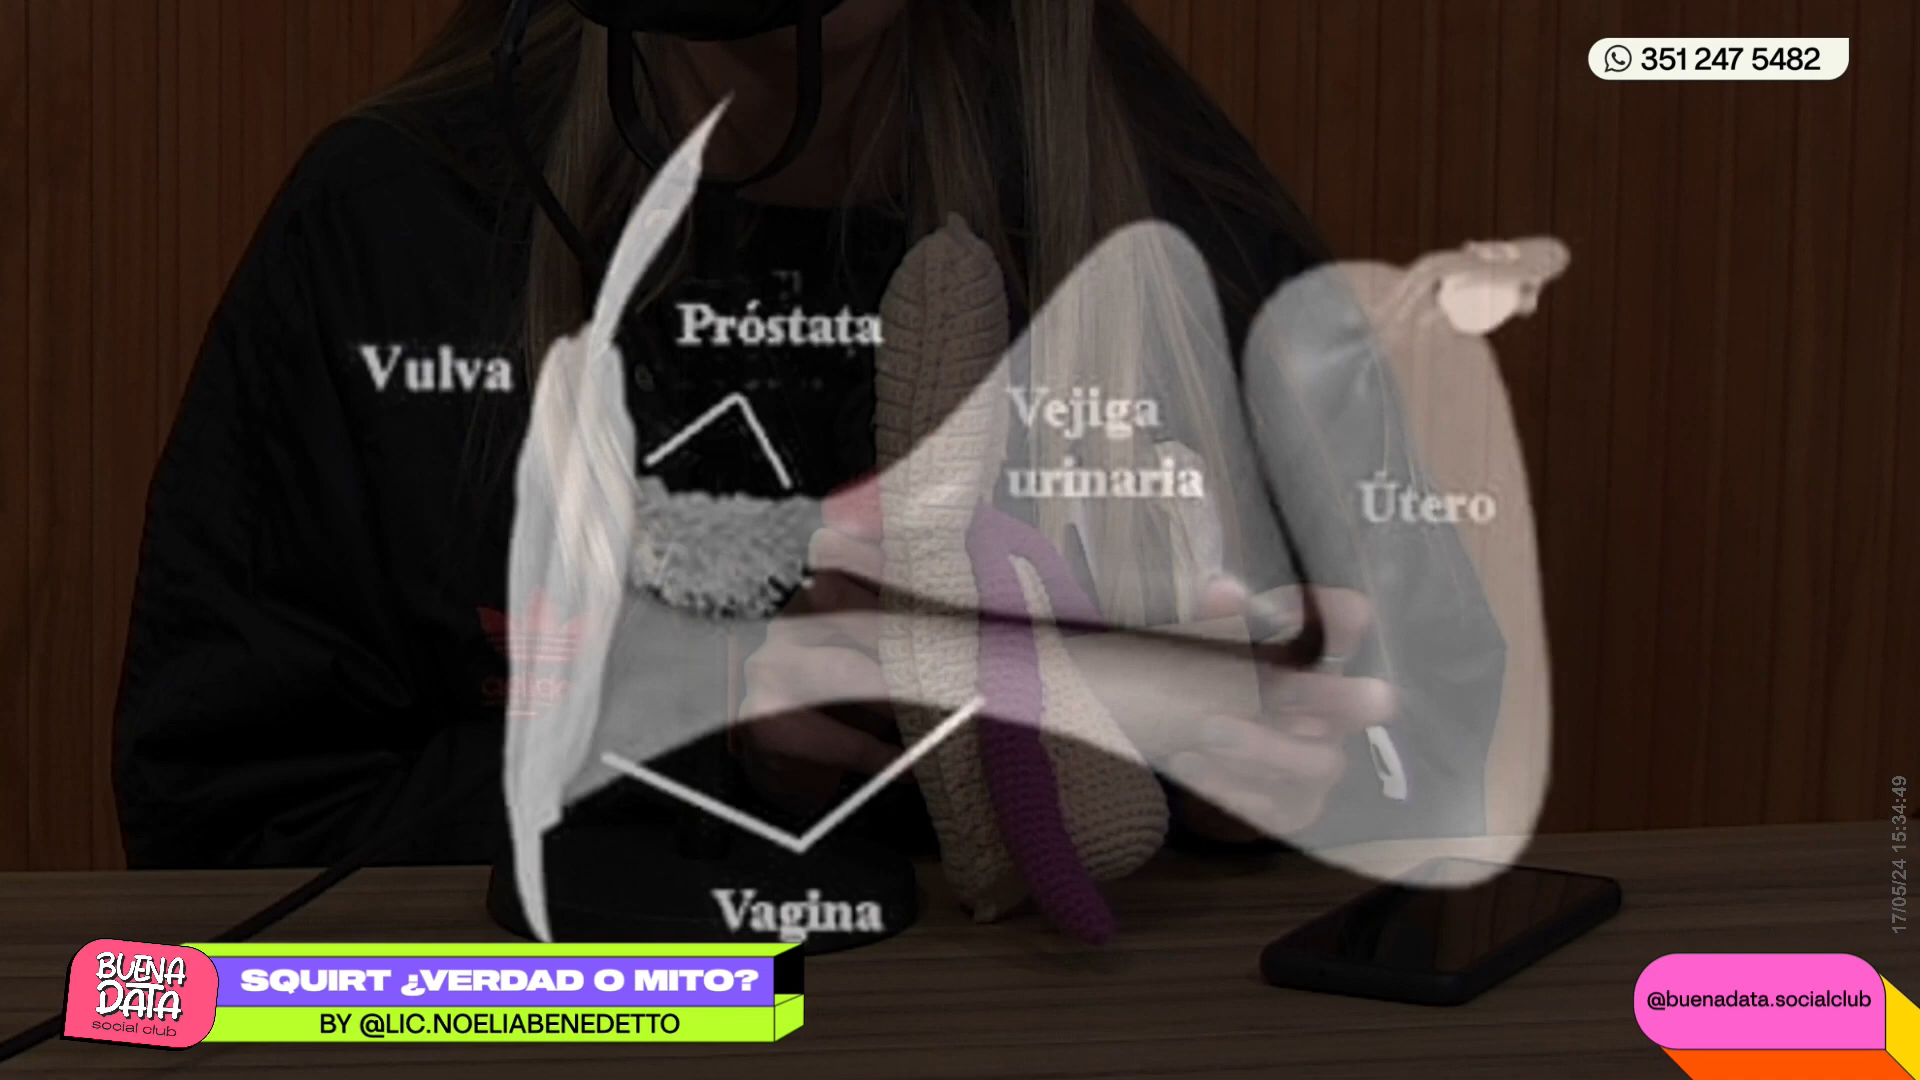 351 247 5482
Próstata
Vulva
Vejiga
urinaria
Útero
17/05/24 15:34:49
Vagina
BUENA
DATA
social club
SQUIRT ¿VERDAD O MITO?
BY @LIC.NOELIABENEDETTO
@buenadata.socialclub